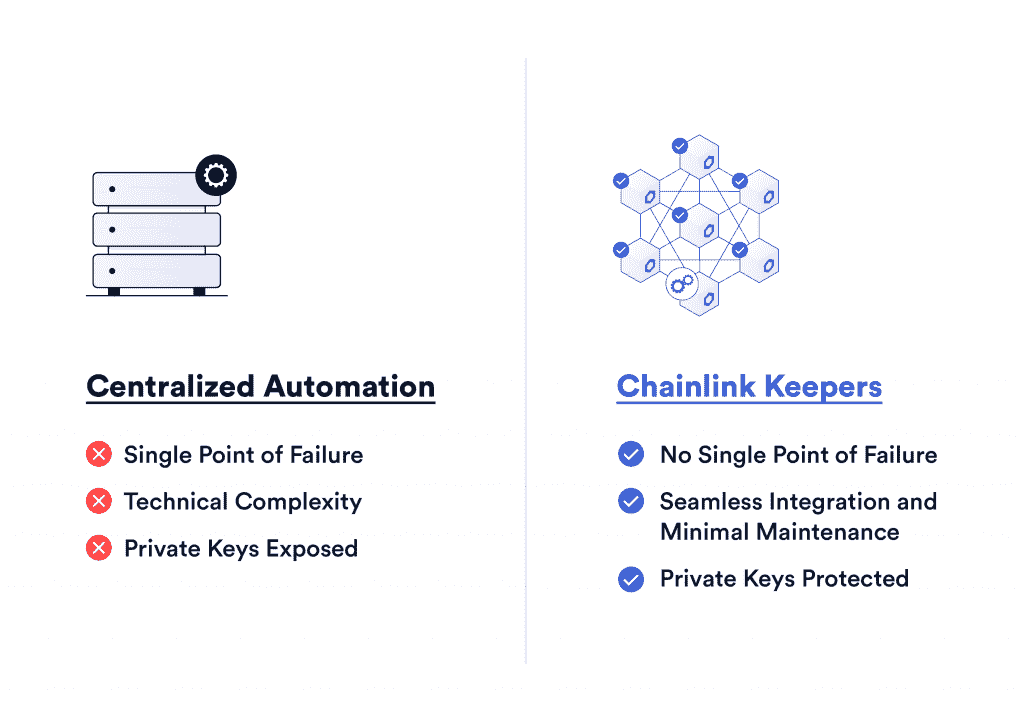 Centralized Automation
Single Point of Failure
Technical Complexity
Private Keys Exposed
Chainlink Keepers
No Single Point of Failure
Seamless Integration and
Minimal Maintenance
Private Keys Protected